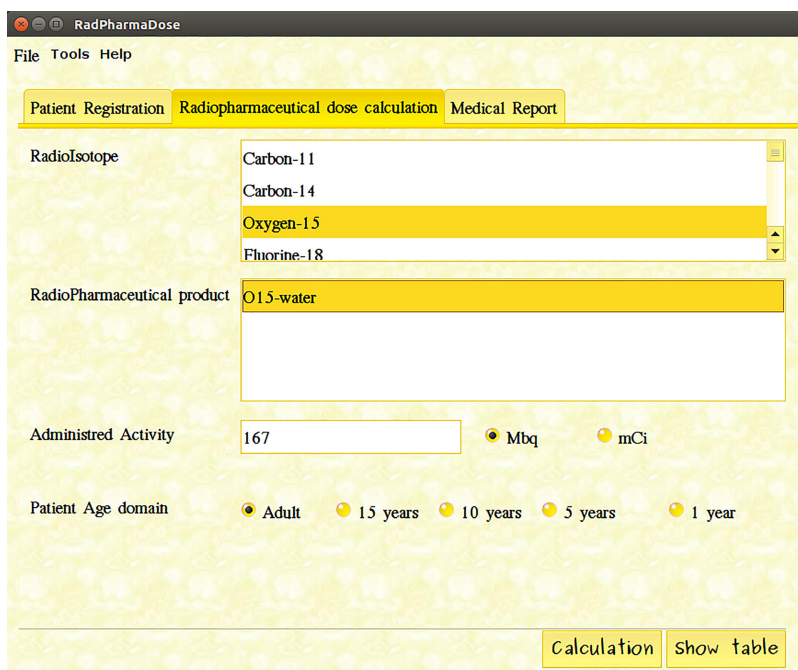 RadPharmaDose
File Tools Help
Patient Registration Radiopharmaceutical dose calculation Medical Report
RadioIsotope
Carbon-11
Carbon-14
Oxygen-15
Fluorine-18
RadioPharmaceutical product
O15-water
Administred Activity 167 Mbq mCi
Patient Age domain Adult 15 years 10 years 5 years 1 year
Calculation Show table